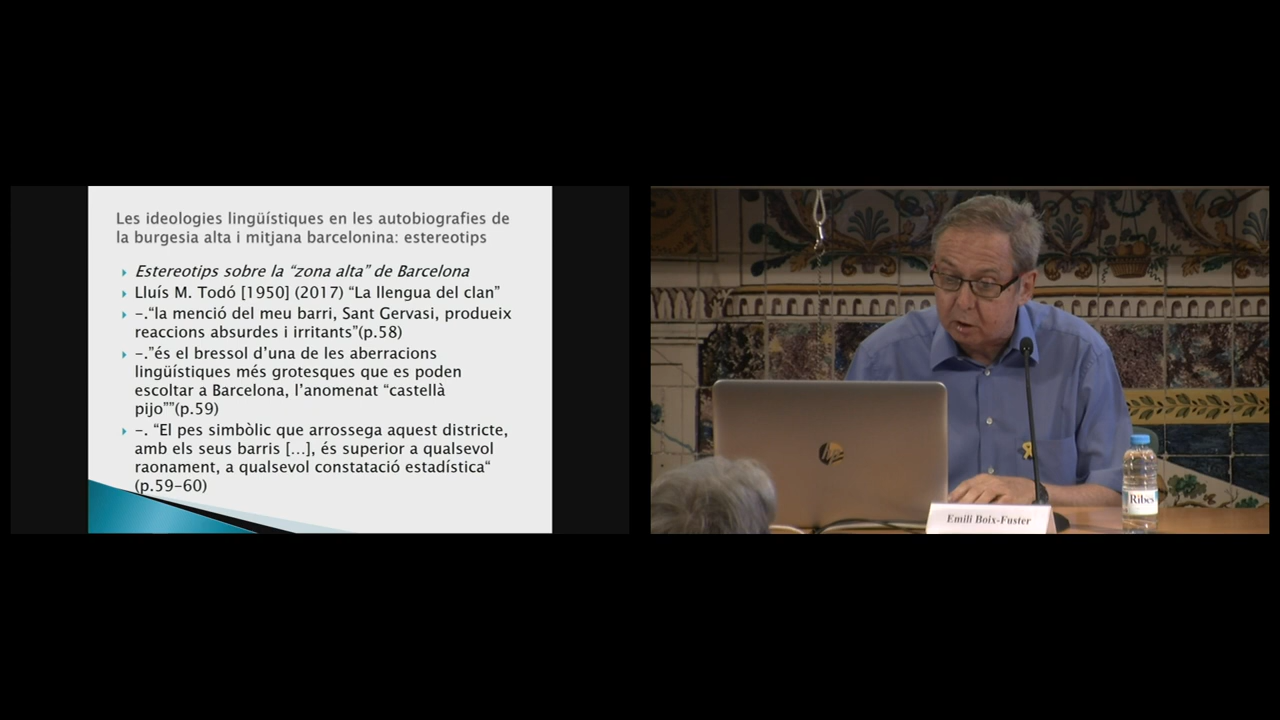 Les ideologies lingüístiques en les autobiografies de
la burgesia alta i mitjana barcelonina: estereotips
Estereotips sobre la “zona alta” de Barcelona
Lluís M. Todó [1950] (2017) “La llengua del clan”
-.“la menció del meu barri, Sant Gervasi, produeix
reaccions absurdes i irritants”(p.58)
-.”és el bressol d’una de les aberracions
lingüístiques més grotesques que es poden
escoltar a Barcelona, l’anomenat “castellà
pijo””(p.59)
-. “El pes simbòlic que arrossega aquest districte,
amb els seus barris [...], és superior a qualsevol
raonament, a qualsevol constatació estadística“
(p.59-60)
Emili Boix-Fuster
Ribes